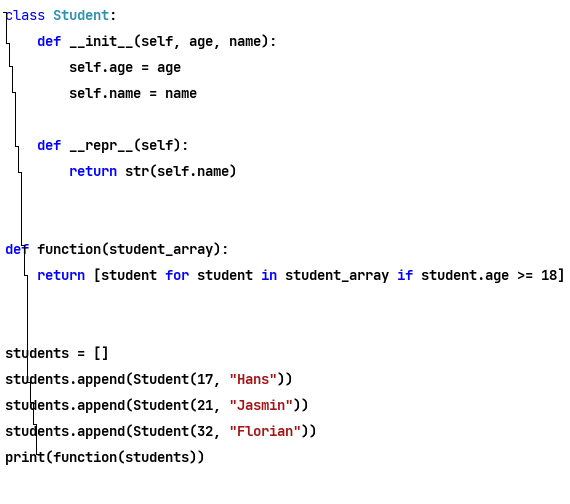 class Student:
    def __init__(self, age, name):
        self.age = age
        self.name = name

    def __repr__(self):
        return str(self.name)


def function(student_array):
    return [student for student in student_array if student.age >= 18]


students = []
students.append(Student(17, "Hans"))
students.append(Student(21, "Jasmin"))
students.append(Student(32, "Florian"))
print(function(students))